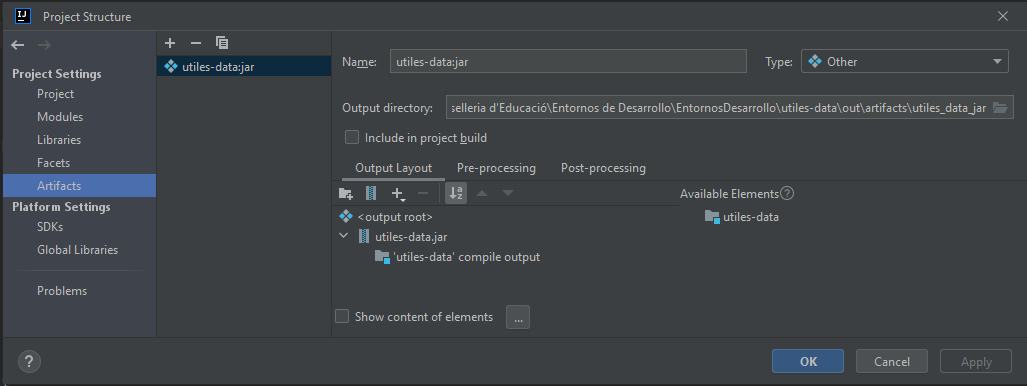 Project Structure
Project Settings
Project
Modules
Libraries
Facets
Artifacts
Platform Settings
SDKs
Global Libraries
Problems
utiles-data:jar
Name: utiles-data:jar Type: Other
Output directory: selleria d'Educació\Entornos de Desarrollo\EntornosDesarrollo\utiles-data\out\artifacts\utiles_data_jar
Include in project build
Output Layout Pre-processing Post-processing
Available Elements ?
<output root> utiles-data
utiles-data.jar
'utiles-data' compile output
Show content of elements ...
? OK Cancel Apply